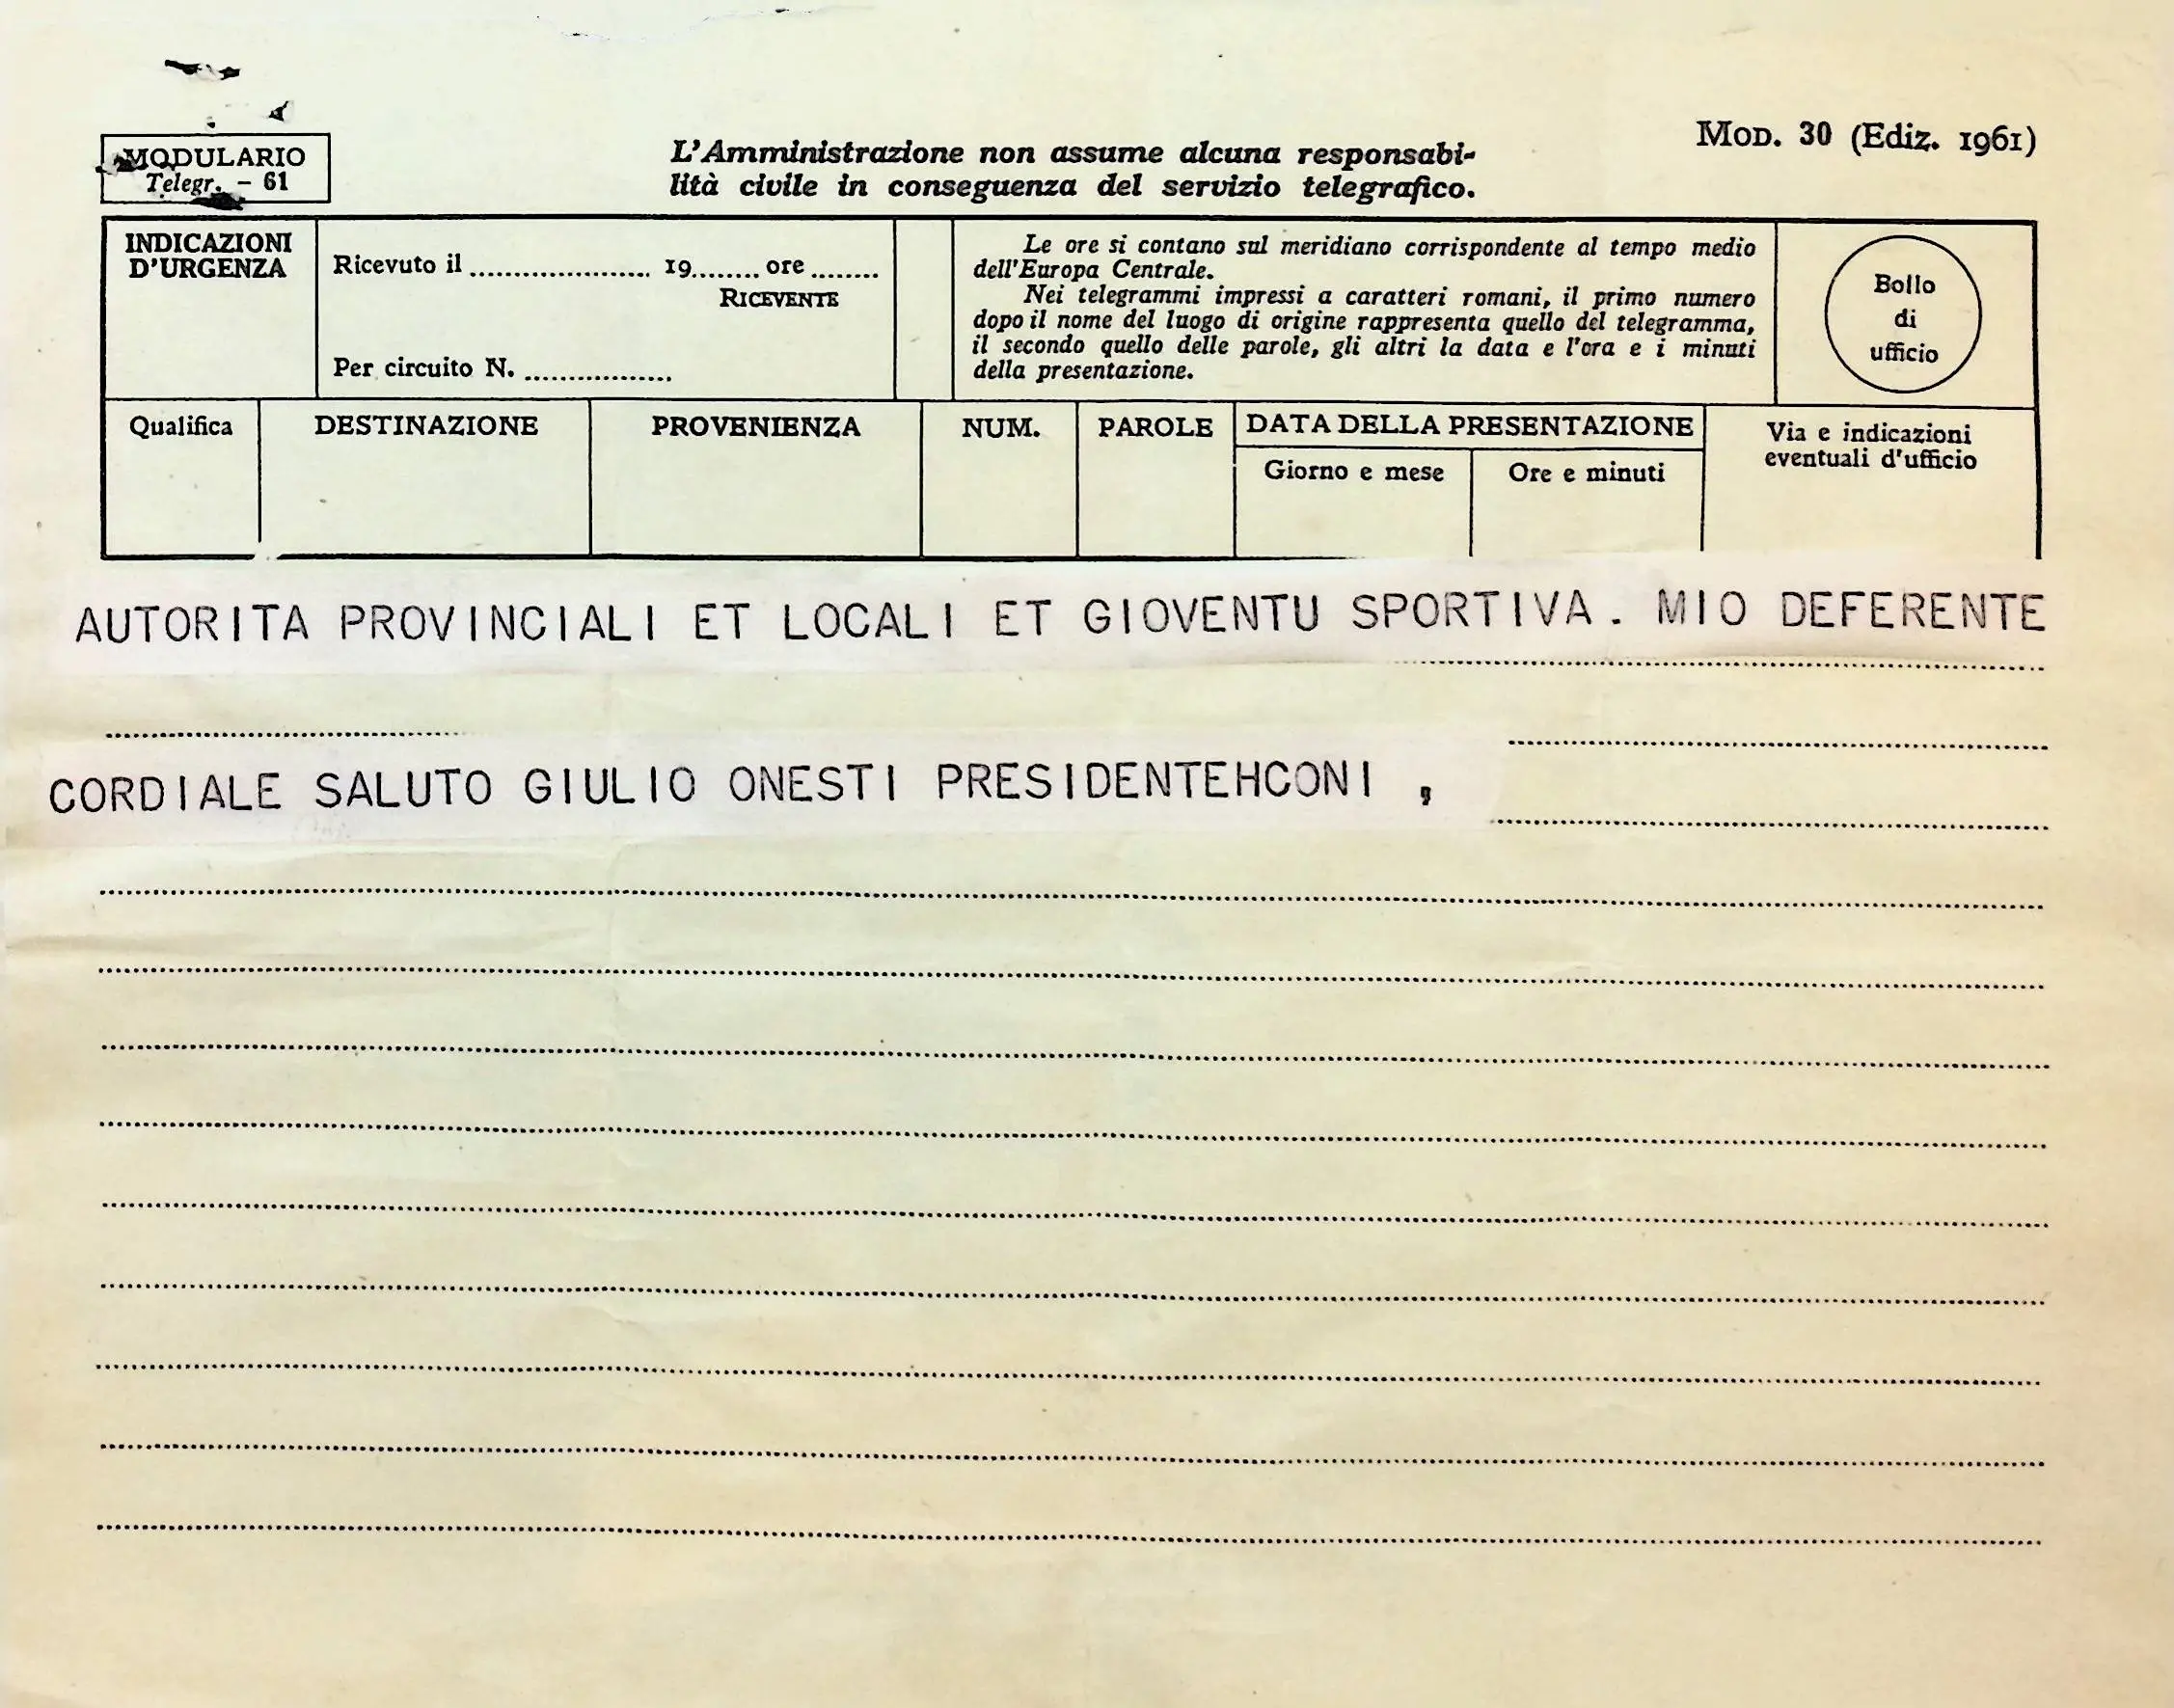 MODULARIO
Telegr. – 61
L'Amministrazione non assume alcuna responsabi-
lità civile in conseguenza del servizio telegrafico.
MOD. 30 (Ediz. 1961)
INDICAZIONI
D'URGENZA
Ricevuto il ..................... 19........ ore ........
RICEVENTE
Per circuito N. .................
Le ore si contano sul meridiano corrispondente al tempo medio
dell'Europa Centrale.
Nei telegrammi impressi a caratteri romani, il primo numero
dopo il nome del luogo di origine rappresenta quello del telegramma,
il secondo quello delle parole, gli altri la data e l'ora e i minuti
della presentazione.
Bollo
di
ufficio
Qualifica
DESTINAZIONE
PROVENIENZA
NUM.
PAROLE
DATA DELLA PRESENTAZIONE
Giorno e mese
Ore e minuti
Via e indicazioni
eventuali d'ufficio
AUTORITA PROVINCIALI ET LOCALI ET GIOVENTU SPORTIVA. MIO DEFERENTE
CORDIALE SALUTO GIULIO ONESTI PRESIDENTEHCONI ,